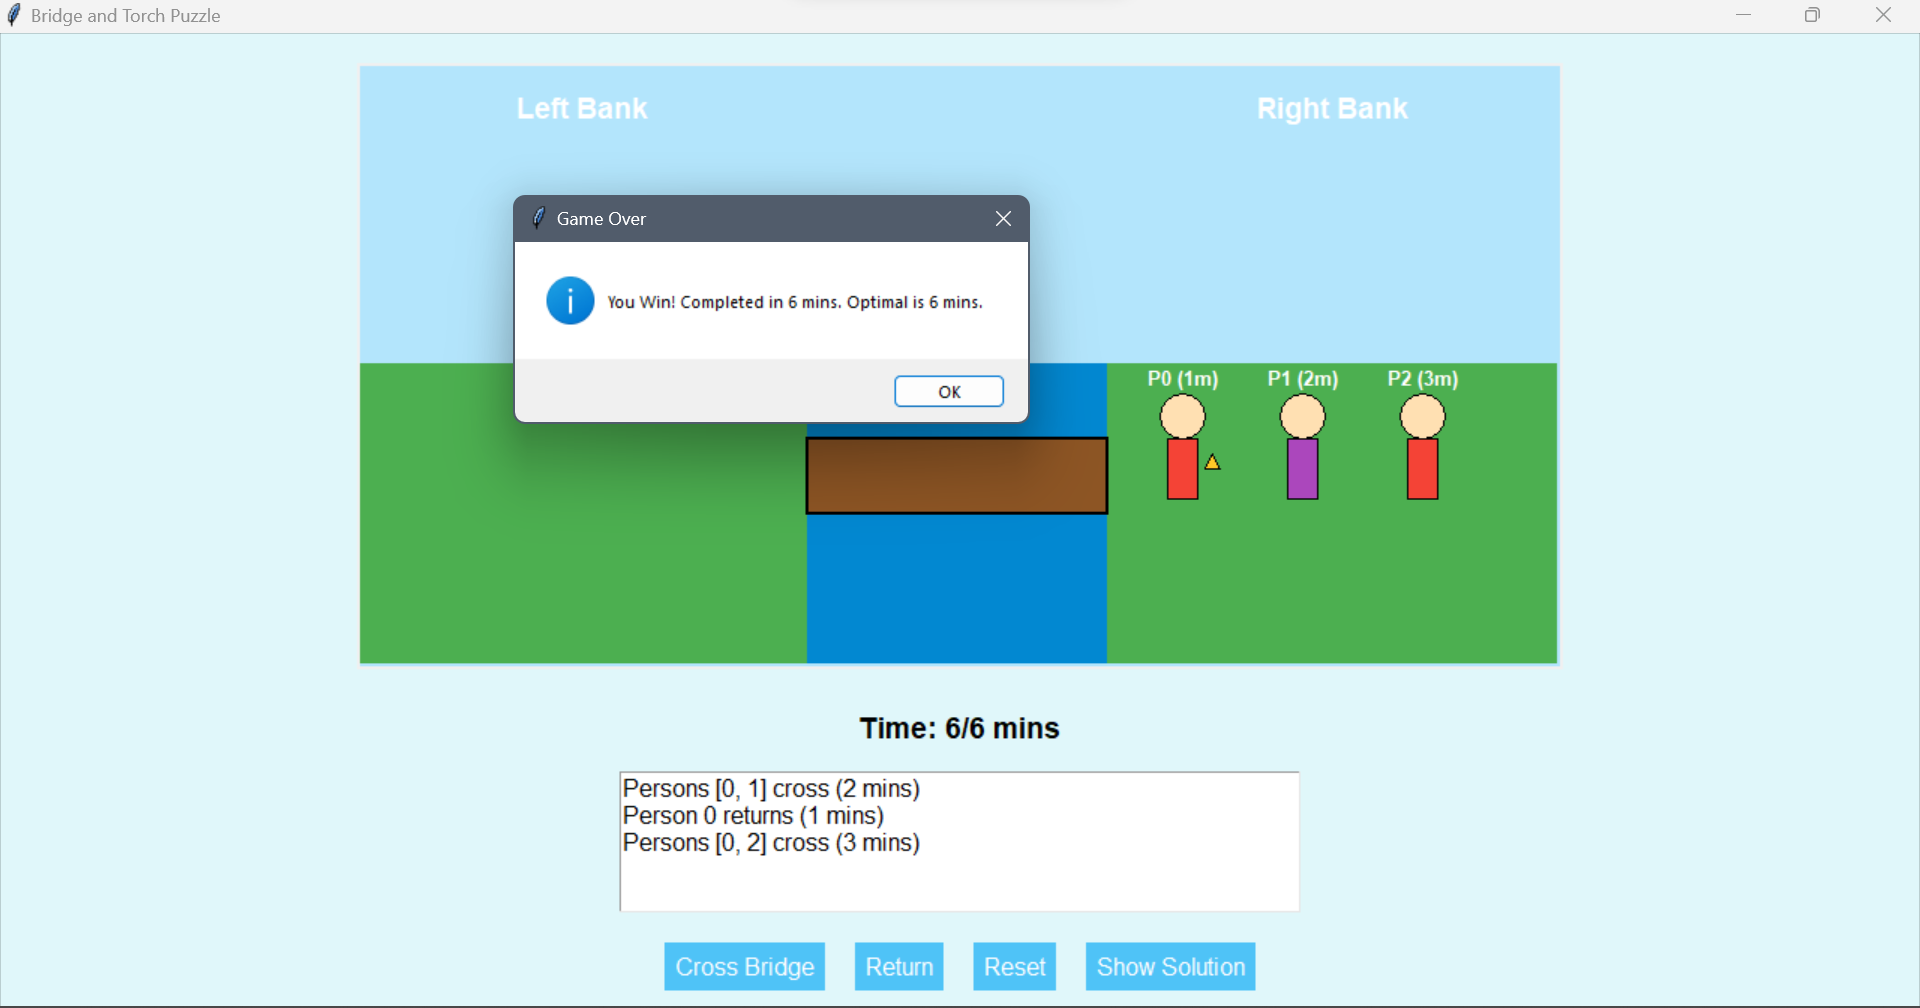 Bridge and Torch Puzzle
Left Bank
Right Bank
Game Over
You Win! Completed in 6 mins. Optimal is 6 mins.
OK
P0 (1m)
P1 (2m)
P2 (3m)
Time: 6/6 mins
Persons [0, 1] cross (2 mins)
Person 0 returns (1 mins)
Persons [0, 2] cross (3 mins)
Cross Bridge
Return
Reset
Show Solution